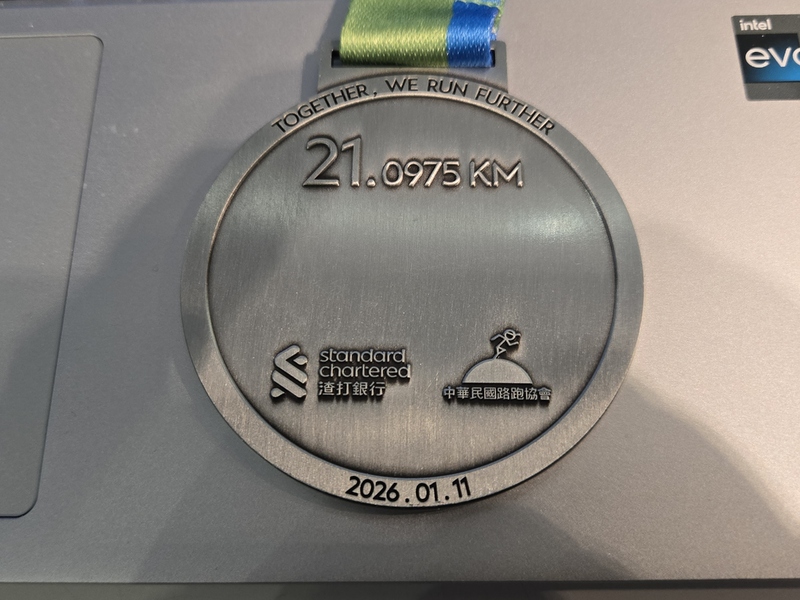 intel
evo
TOGETHER, WE RUN FURTHER
21.0975 KM
standard
chartered
渣打銀行
中華民國路跑協會
2026.01.11